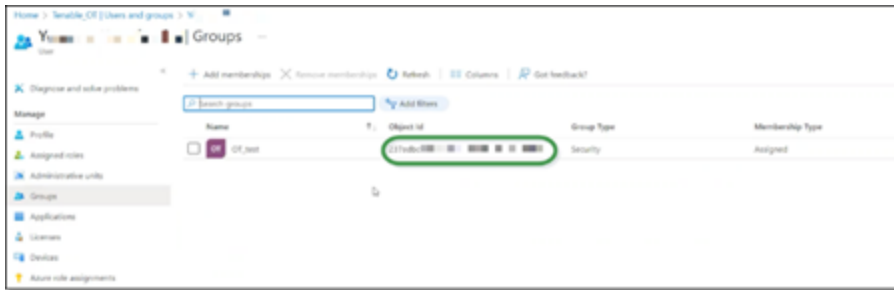 Home > Tenable_OT | Users and groups >
| Groups ...
User
+ Add memberships Remove memberships Refresh Columns Got feedback?
Diagnose and solve problems
Search groups Add filters
Manage
Name ↑↓ Object Id Group Type Membership Type
Profile
OT OT_test Security Assigned
Assigned roles
Administrative units
Groups
Applications
Licenses
Devices
Azure role assignments